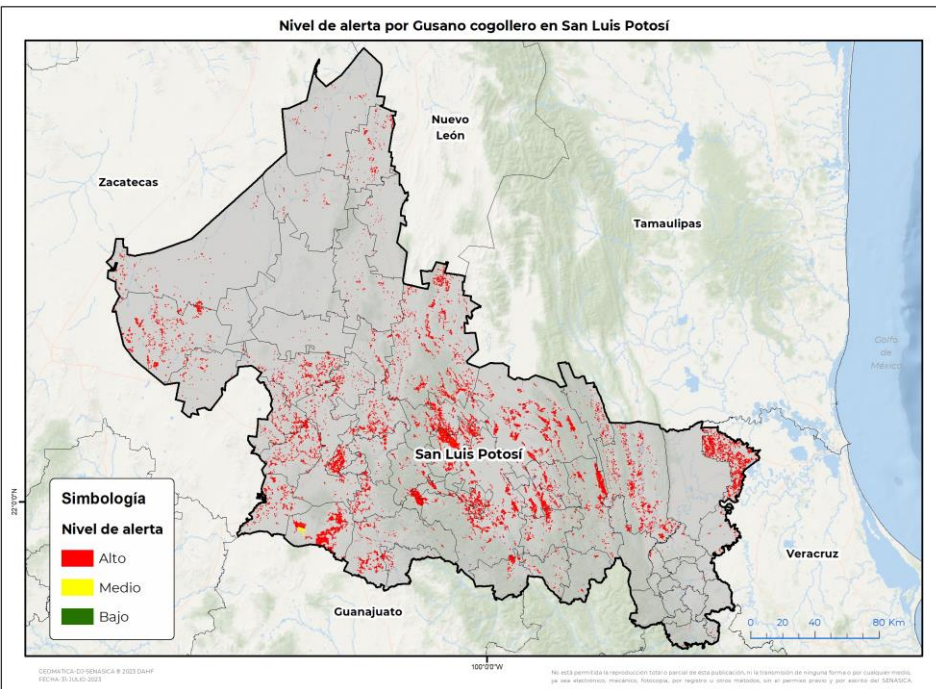 Nivel de alerta por Gusano cogollero en San Luis Potosí
Nuevo
León
Zacatecas
Tamaulipas
Golfo
de
México
San Luis Potosí
22°0'0"N
Simbología
Nivel de alerta
Alto
Medio
Bajo
Veracruz
Guanajuato
0 20 40 80 Km
100°0'0"W
GEOMÁTICA-DJ-SENASICA ® 2023 DAHF
FECHA: 31-JULIO-2023
No está permitida la reproducción total o parcial de esta publicación, ni la transmisión de ninguna forma o por cualquier medio,
ya sea electrónico, mecánico, fotocopia, por registro u otros métodos, sin el permiso previo y por escrito del SENASICA.